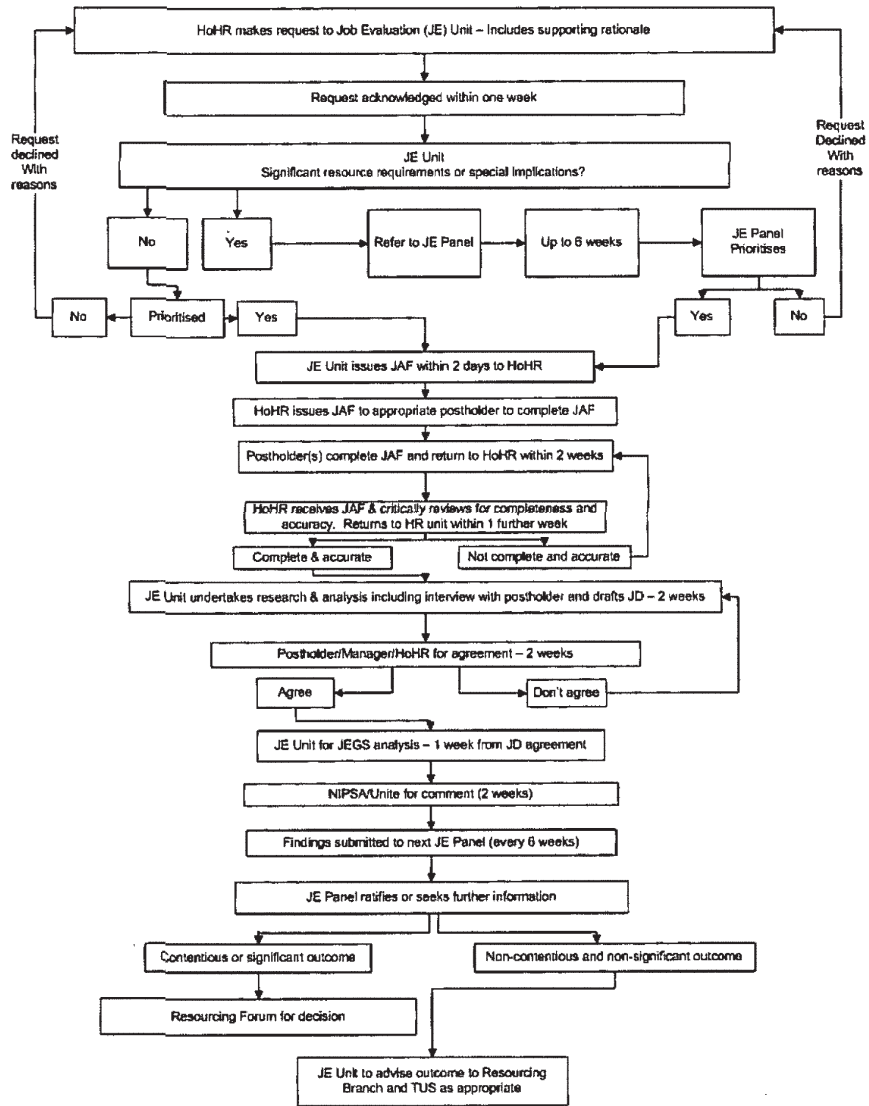 HoHR makes request to Job Evaluation (JE) Unit – Includes supporting rationale
Request acknowledged within one week
Request
declined
With
reasons
Request
Declined
With
reasons
JE Unit
Significant resource requirements or special implications?
No
Yes
Refer to JE Panel
Up to 6 weeks
JE Panel
Prioritises
No
Prioritised
Yes
Yes
No
JE Unit issues JAF within 2 days to HoHR
HoHR issues JAF to appropriate postholder to complete JAF
Postholder(s) complete JAF and return to HoHR within 2 weeks
HoHR receives JAF & critically reviews for completeness and
accuracy. Returns to HR unit within 1 further week
Complete & accurate
Not complete and accurate
JE Unit undertakes research & analysis including interview with postholder and drafts JD – 2 weeks
Postholder/Manager/HoHR for agreement – 2 weeks
Agree
Don't agree
JE Unit for JEGS analysis – 1 week from JD agreement
NIPSA/Unite for comment (2 weeks)
Findings submitted to next JE Panel (every 6 weeks)
JE Panel ratifies or seeks further information
Contentious or significant outcome
Non-contentious and non-significant outcome
Resourcing Forum for decision
JE Unit to advise outcome to Resourcing
Branch and TUS as appropriate